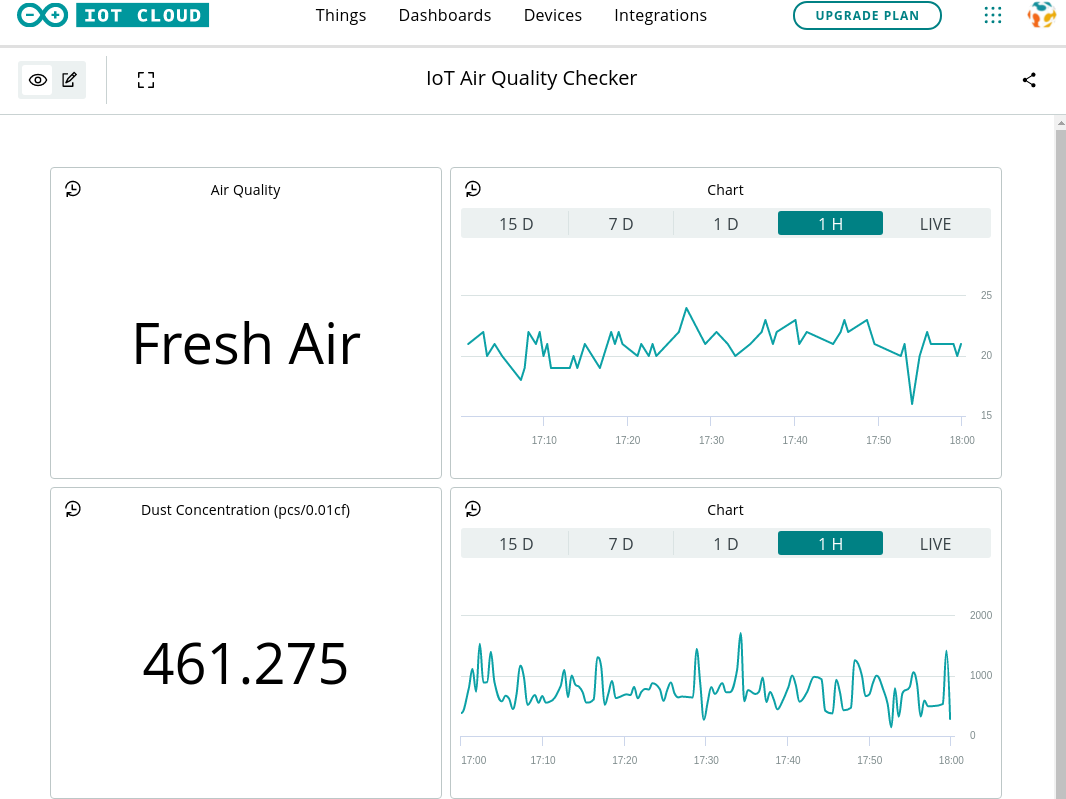 IOT CLOUD
Things Dashboards Devices Integrations UPGRADE PLAN
IoT Air Quality Checker
Air Quality
Fresh Air
Chart
15 D 7 D 1 D 1 H LIVE
25
20
15
17:10 17:20 17:30 17:40 17:50 18:00
Dust Concentration (pcs/0.01cf)
461.275
Chart
15 D 7 D 1 D 1 H LIVE
2000
1000
0
17:00 17:10 17:20 17:30 17:40 17:50 18:00